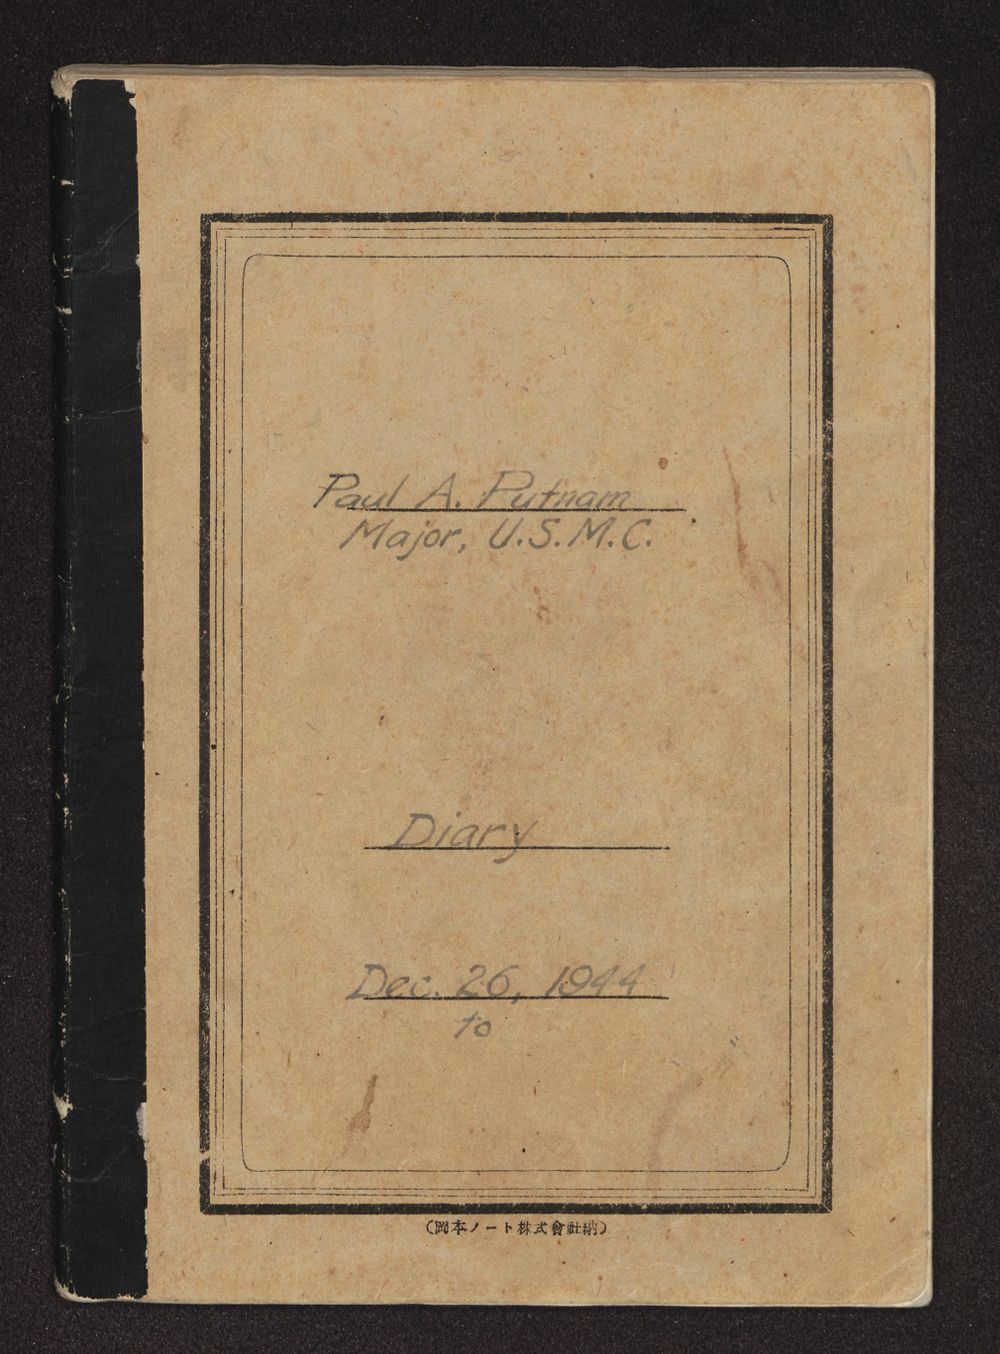 Paul A. Putnam
Major, U.S.M.C.
Diary
Dec. 26, 1944
to
(岡本ノート株式會社納)